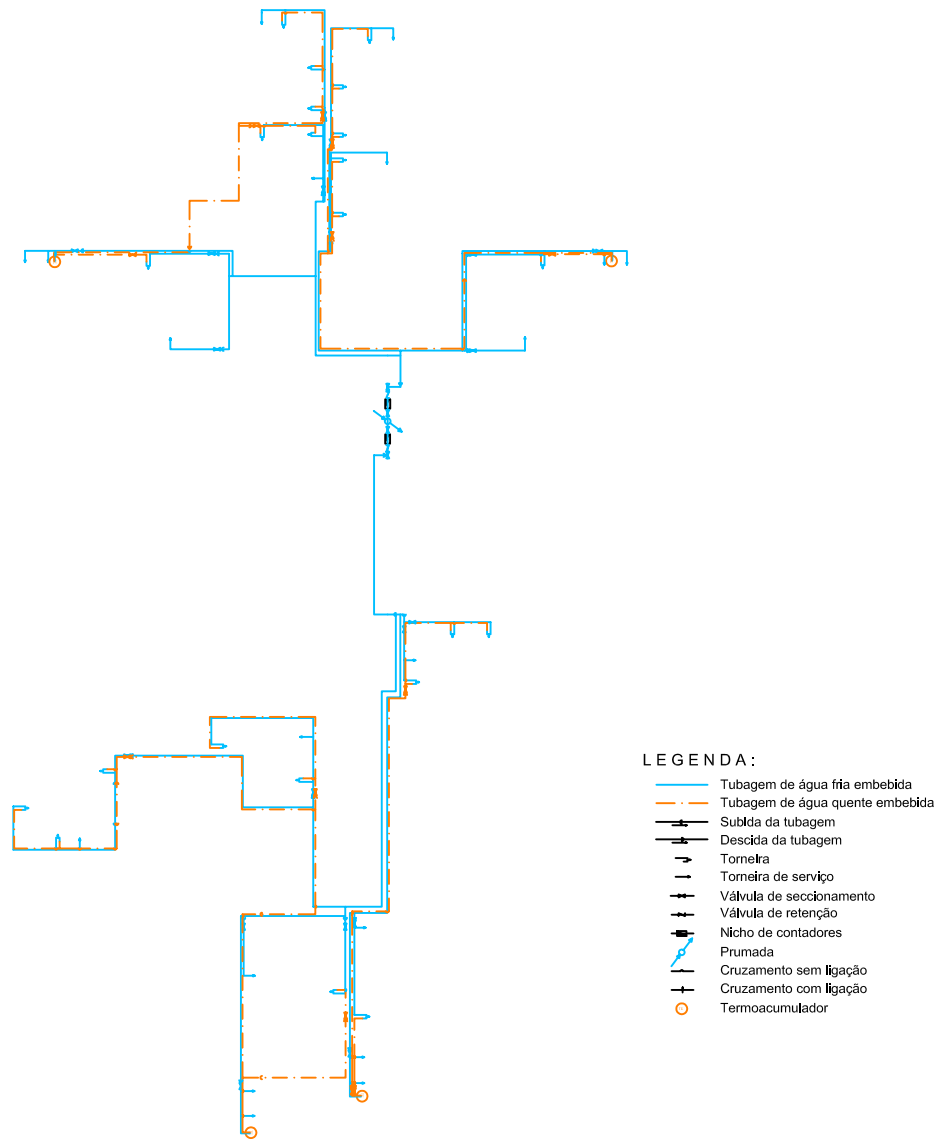 LEGENDA:
Tubagem de água fria embebida
Tubagem de água quente embebida
Subida da tubagem
Descida da tubagem
Torneira
Torneira de serviço
Válvula de seccionamento
Válvula de retenção
Nicho de contadores
Prumada
Cruzamento sem ligação
Cruzamento com ligação
Termoacumulador